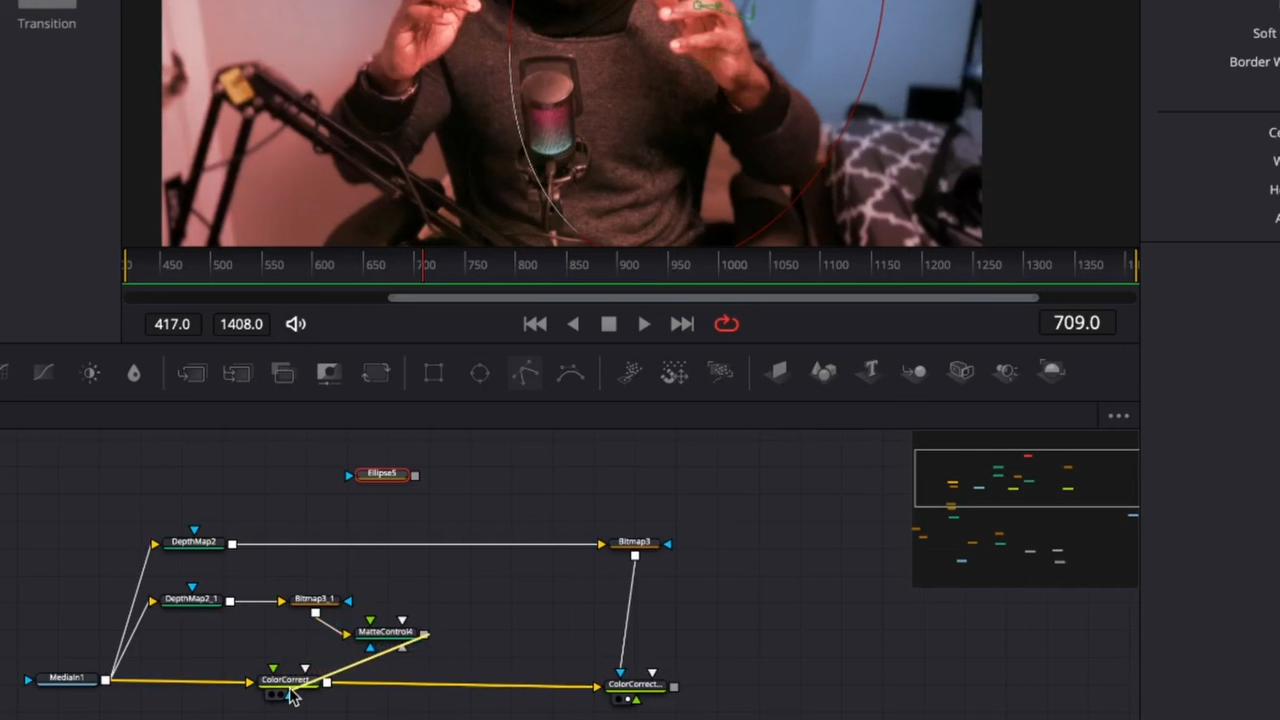 Transition
Soft
Border W
450 500 550 600 650 700 750 800 850 900 950 1000 1050 1100 1150 1200 1250 1300 1350
417.0 1408.0 709.0
Ellipse5
DepthMap2 Bitmap3
DepthMap2_1 Bitmap3_1
MatteControl4
MediaIn1 ColorCorrect... ColorCorrect...